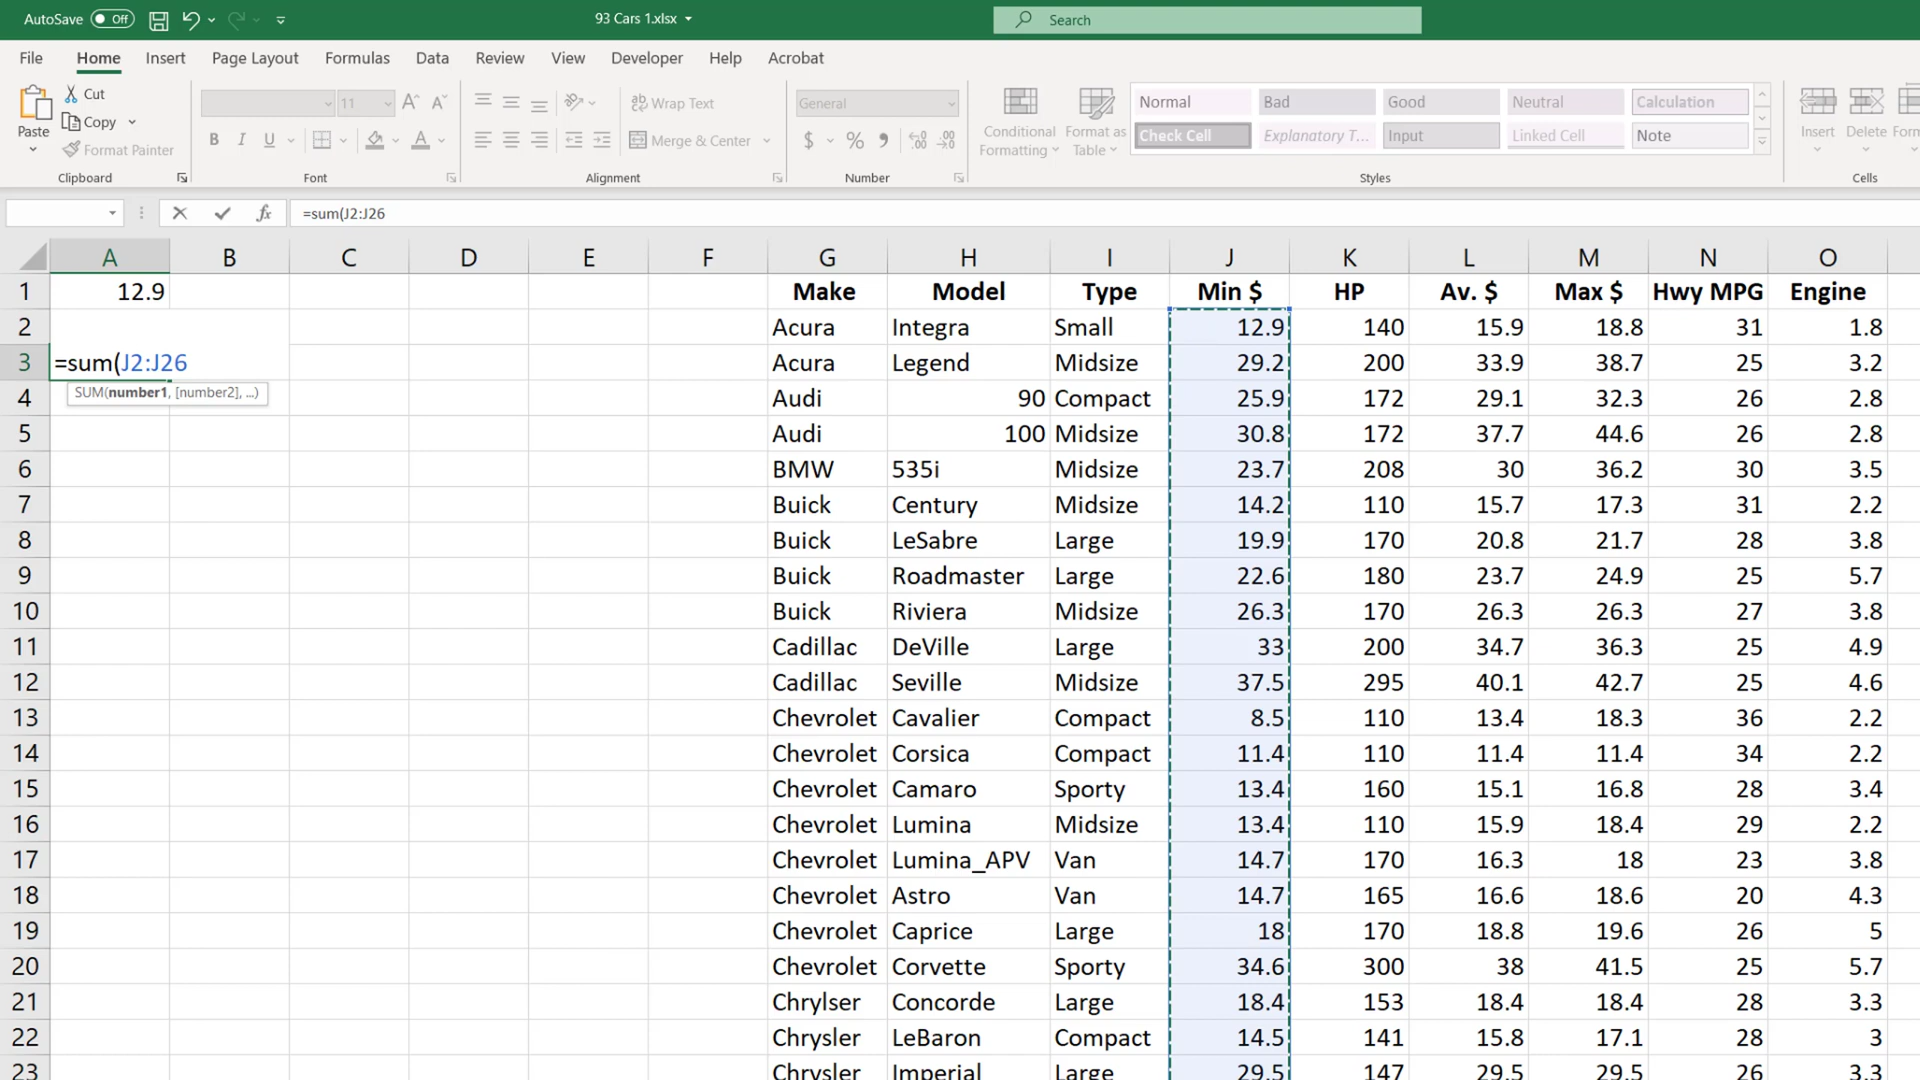 AutoSave Off 93 Cars 1.xlsx Search
File Home Insert Page Layout Formulas Data Review View Developer Help Acrobat
Paste Cut Copy Format Painter
Clipboard
11
B I U A
Font
Wrap Text
Merge & Center
Alignment
General
$ %
Number
Conditional Formatting
Format as Table
Normal Bad Good Neutral Calculation
Check Cell Explanatory T... Input Linked Cell Note
Styles
Insert Delete Form
Cells
fx =sum(J2:J26
A B C D E F G H I J K L M N O
1 12.9 Make Model Type Min $ HP Av. $ Max $ Hwy MPG Engine
2 Acura Integra Small 12.9 140 15.9 18.8 31 1.8
3 =sum(J2:J26 Acura Legend Midsize 29.2 200 33.9 38.7 25 3.2
SUM(number1, [number2], ...)
4 Audi 90 Compact 25.9 172 29.1 32.3 26 2.8
5 Audi 100 Midsize 30.8 172 37.7 44.6 26 2.8
6 BMW 535i Midsize 23.7 208 30 36.2 30 3.5
7 Buick Century Midsize 14.2 110 15.7 17.3 31 2.2
8 Buick LeSabre Large 19.9 170 20.8 21.7 28 3.8
9 Buick Roadmaster Large 22.6 180 23.7 24.9 25 5.7
10 Buick Riviera Midsize 26.3 170 26.3 26.3 27 3.8
11 Cadillac DeVille Large 33 200 34.7 36.3 25 4.9
12 Cadillac Seville Midsize 37.5 295 40.1 42.7 25 4.6
13 Chevrolet Cavalier Compact 8.5 110 13.4 18.3 36 2.2
14 Chevrolet Corsica Compact 11.4 110 11.4 11.4 34 2.2
15 Chevrolet Camaro Sporty 13.4 160 15.1 16.8 28 3.4
16 Chevrolet Lumina Midsize 13.4 110 15.9 18.4 29 2.2
17 Chevrolet Lumina_APV Van 14.7 170 16.3 18 23 3.8
18 Chevrolet Astro Van 14.7 165 16.6 18.6 20 4.3
19 Chevrolet Caprice Large 18 170 18.8 19.6 26 5
20 Chevrolet Corvette Sporty 34.6 300 38 41.5 25 5.7
21 Chrylser Concorde Large 18.4 153 18.4 18.4 28 3.3
22 Chrysler LeBaron Compact 14.5 141 15.8 17.1 28 3
23 Chrysler Imperial Large 29.5 147 29.5 29.5 26 3.3